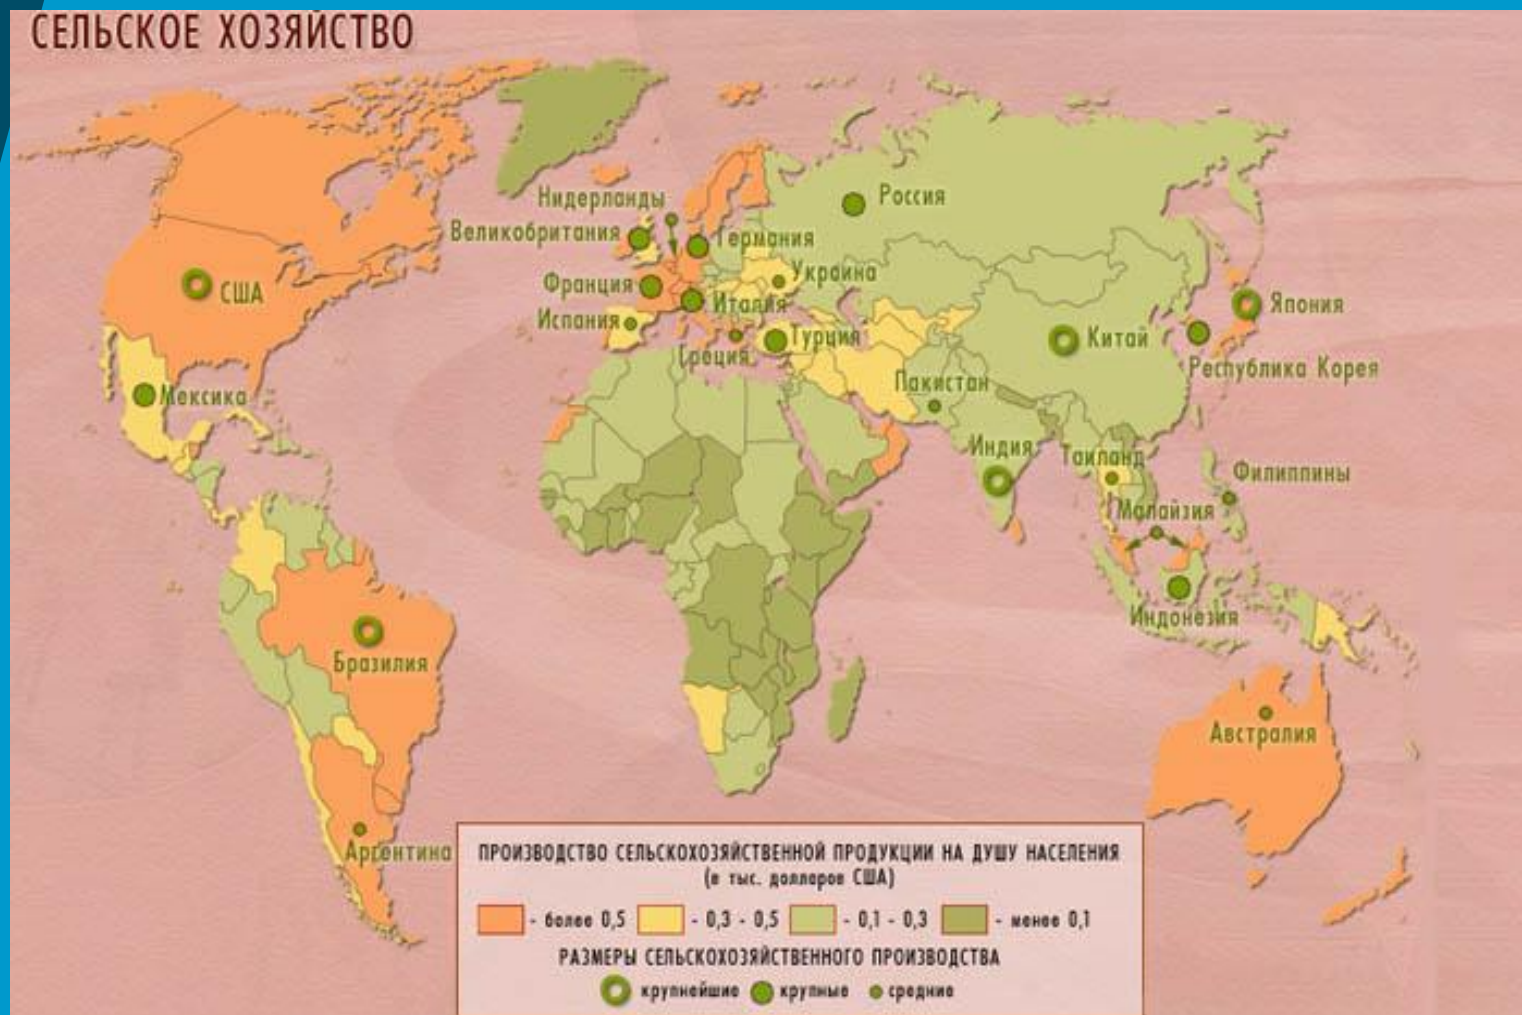 СЕЛЬСКОЕ ХОЗЯЙСТВО
Нидерланды
Россия
Великобритания
Германия
США
Франция
Украина
Италия
Япония
Испания
Турция
Китай
Греция
Республика Корея
Мексика
Пакистан
Индия
Таиланд
Филиппины
Малайзия
Индонезия
Бразилия
Австралия
Аргентина
ПРОИЗВОДСТВО СЕЛЬСКОХОЗЯЙСТВЕННОЙ ПРОДУКЦИИ НА ДУШУ НАСЕЛЕНИЯ
(в тыс. долларов США)
- более 0,5 - 0,3 - 0,5 - 0,1 - 0,3 - менее 0,1
РАЗМЕРЫ СЕЛЬСКОХОЗЯЙСТВЕННОГО ПРОИЗВОДСТВА
крупнейшие крупные средние